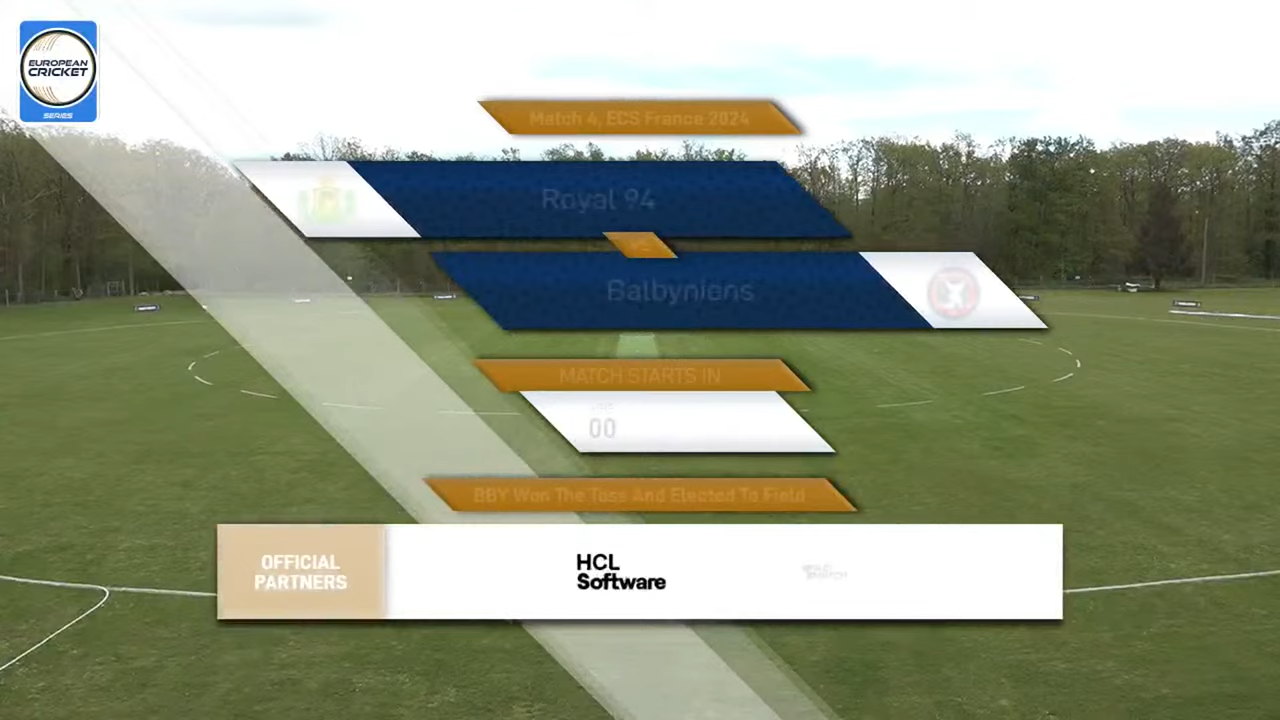 EUROPEAN
CRICKET
SERIES
Match 4, ECS France 2024
Royal 94
Balbyniens
MATCH STARTS IN
00
BBY Won The Toss And Elected To Field
OFFICIAL
PARTNERS
HCL
Software